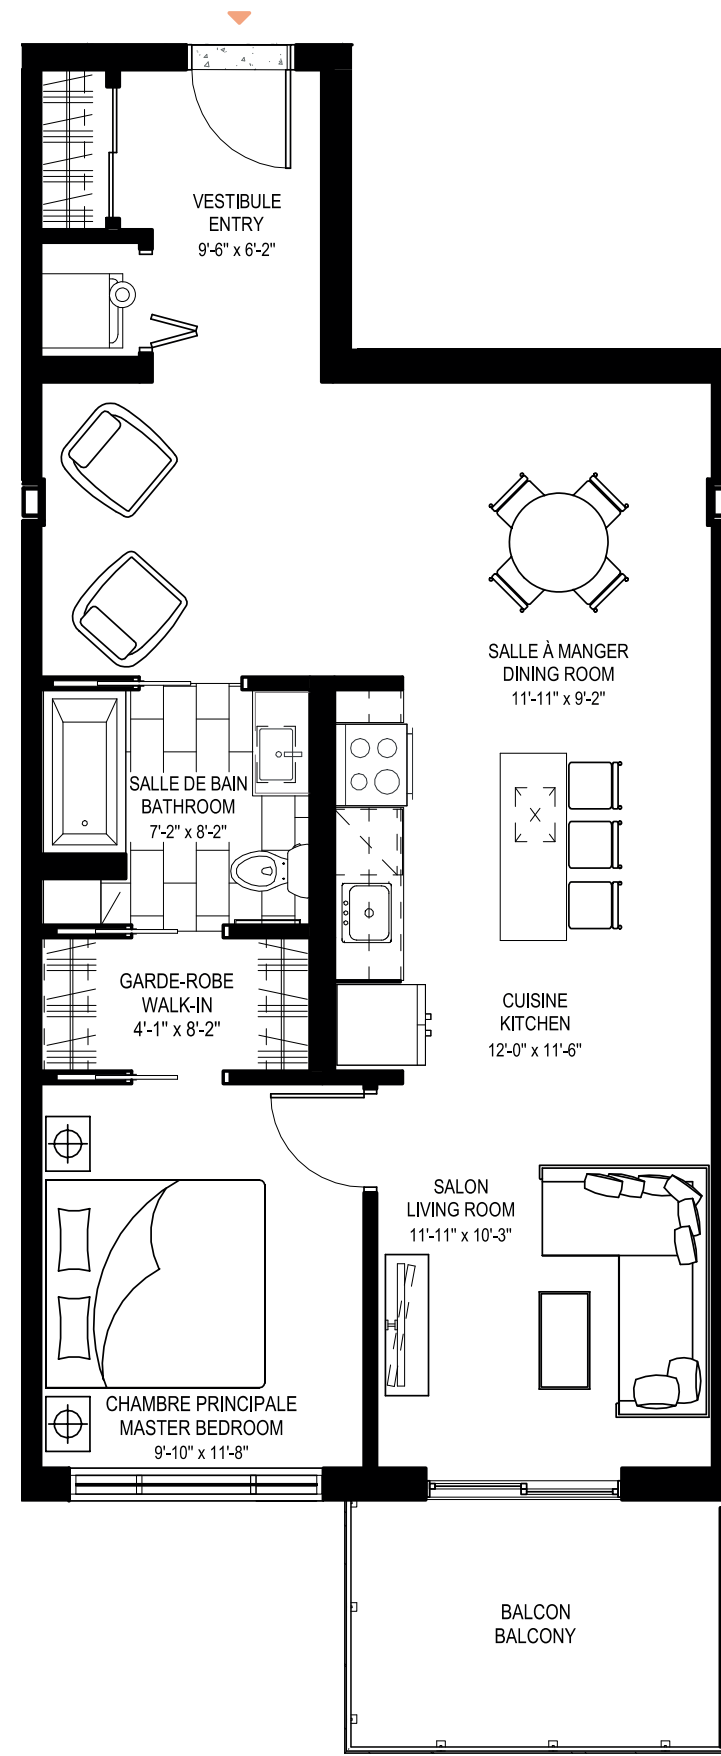 VESTIBULE
ENTRY
9'-6" x 6'-2"
SALLE À MANGER
DINING ROOM
11'-11" x 9'-2"
SALLE DE BAIN
BATHROOM
7'-2" x 8'-2"
GARDE-ROBE
WALK-IN
4'-1" x 8'-2"
CUISINE
KITCHEN
12'-0" x 11'-6"
SALON
LIVING ROOM
11'-11" x 10'-3"
CHAMBRE PRINCIPALE
MASTER BEDROOM
9'-10" x 11'-8"
BALCON
BALCONY